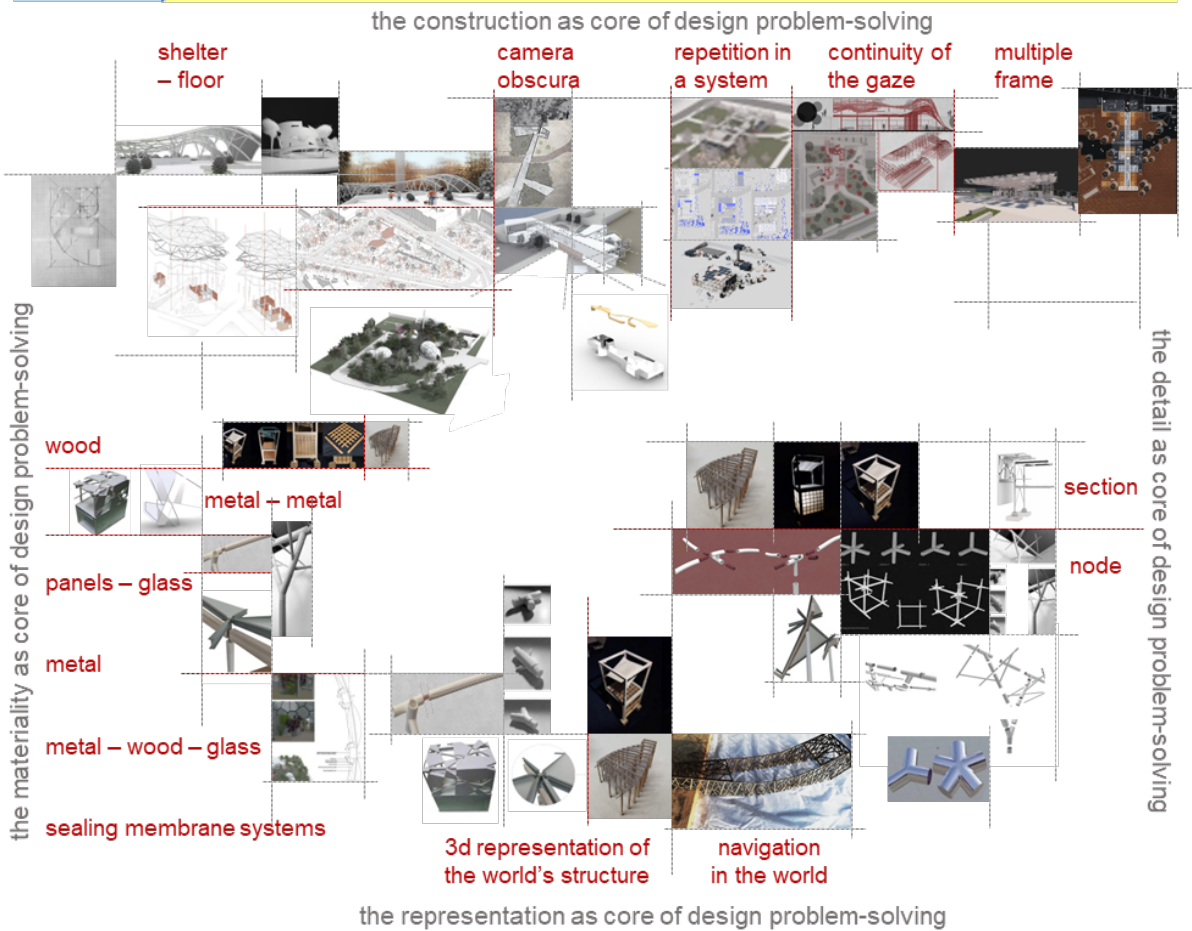 the construction as core of design problem-solving
shelter
– floor
camera
obscura
repetition in
a system
continuity of
the gaze
multiple
frame
the materiality as core of design problem-solving
the detail as core of design problem-solving
wood
metal – metal
section
panels – glass
node
metal
metal – wood – glass
sealing membrane systems
3d representation of
the world's structure
navigation
in the world
the representation as core of design problem-solving